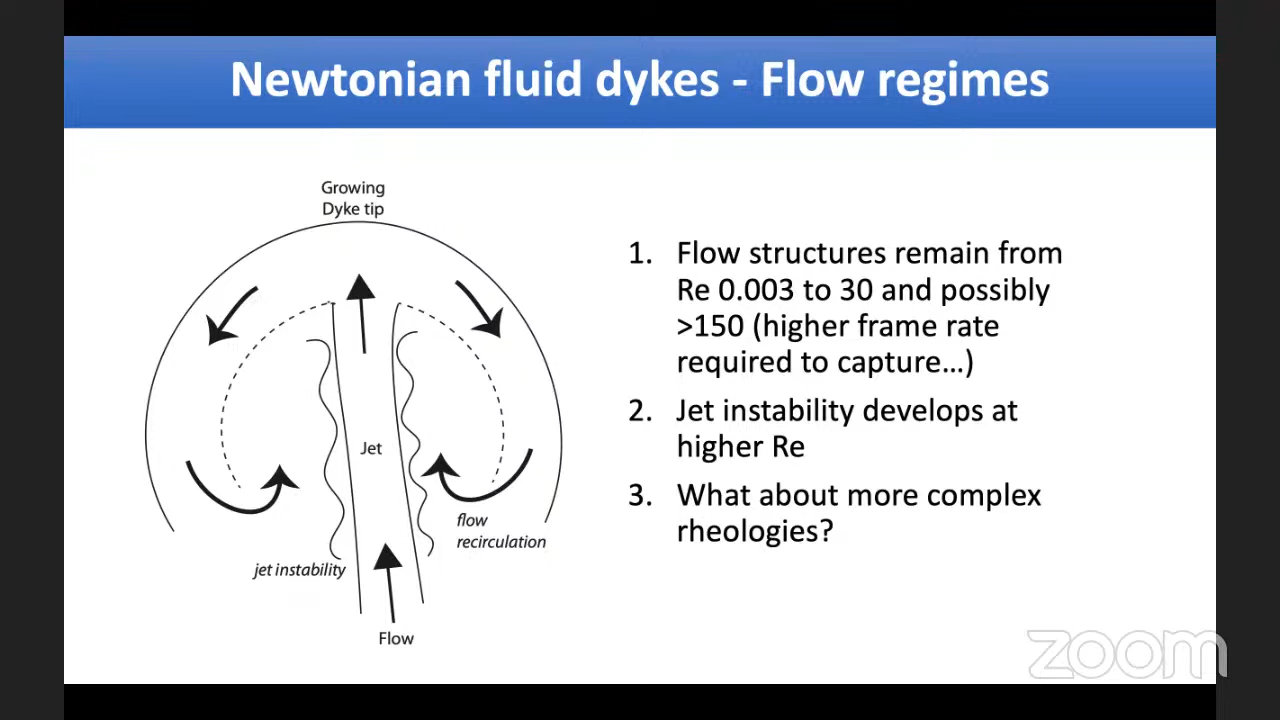 Newtonian fluid dykes - Flow regimes
Growing
Dyke tip
Jet
flow
recirculation
jet instability
Flow
1. Flow structures remain from
Re 0.003 to 30 and possibly
>150 (higher frame rate
required to capture…)
2. Jet instability develops at
higher Re
3. What about more complex
rheologies?
zoom